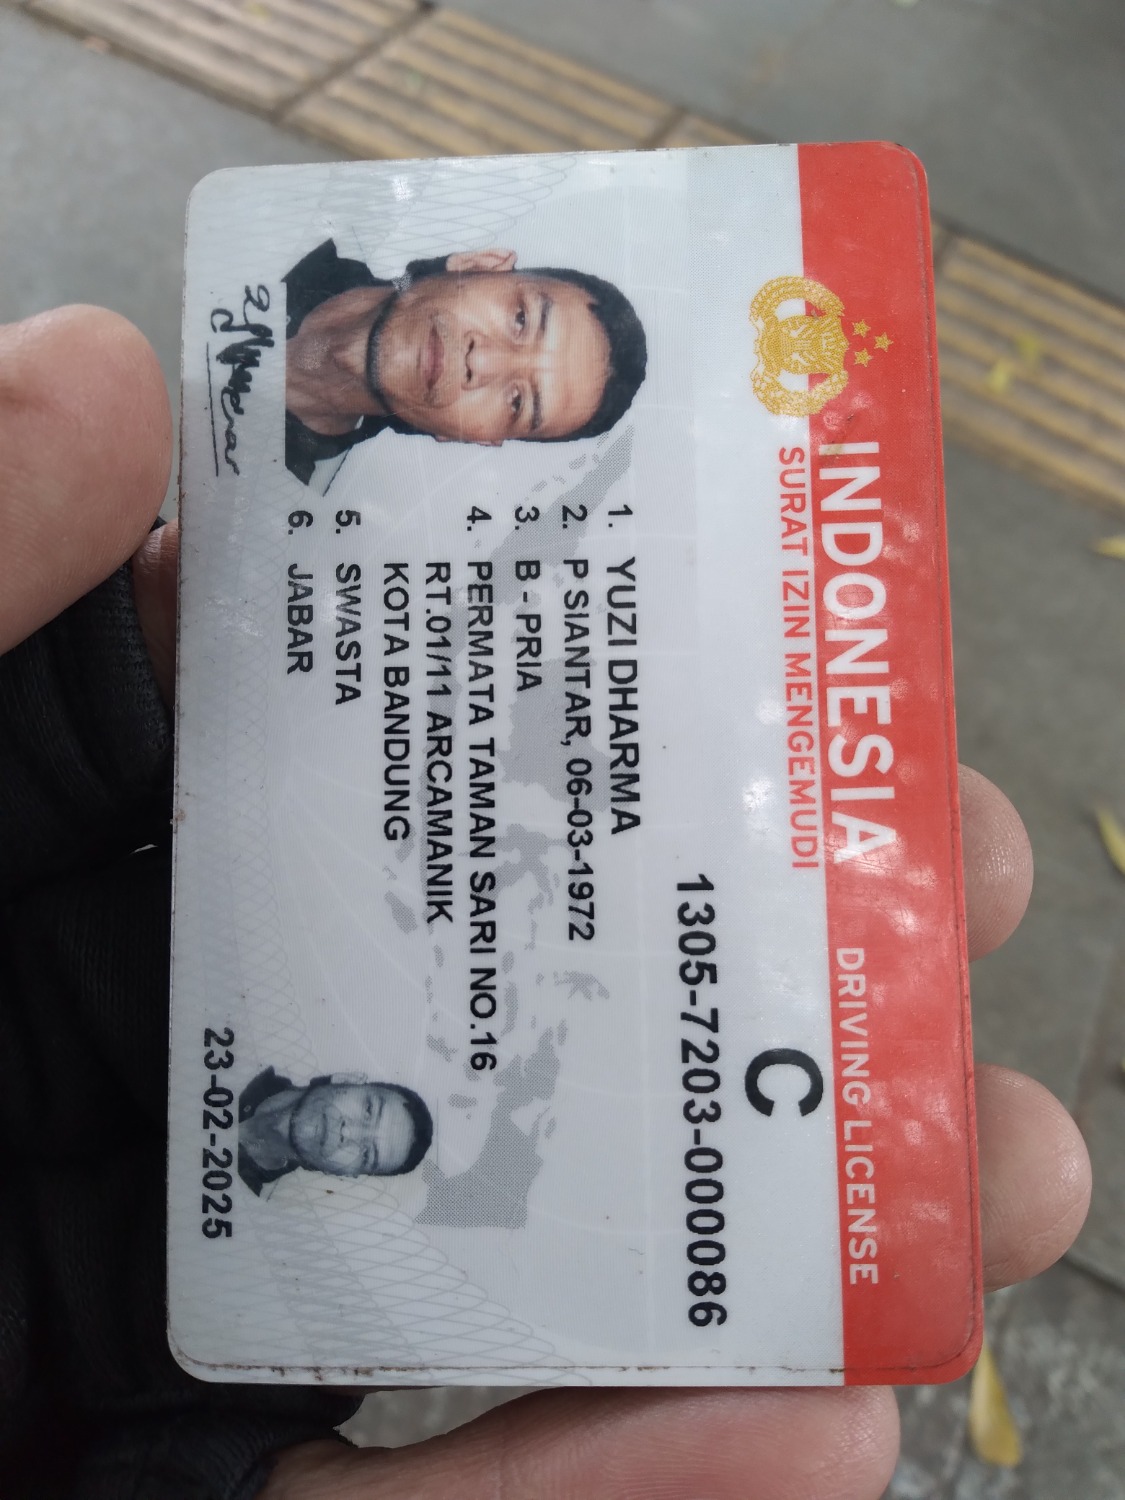 INDONESIA DRIVING LICENSE
SURAT IZIN MENGEMUDI
C
1305-7203-000086
1. YUZI DHARMA
2. P SIANTAR, 06-03-1972
3. B - PRIA
4. PERMATA TAMAN SARI NO.16
RT.01/11 ARCAMANIK
KOTA BANDUNG
5. SWASTA
6. JABAR
23-02-2025